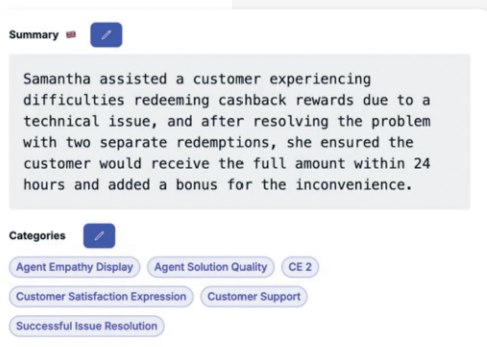 Summary
Samantha assisted a customer experiencing
difficulties redeeming cashback rewards due to a
technical issue, and after resolving the problem
with two separate redemptions, she ensured the
customer would receive the full amount within 24
hours and added a bonus for the inconvenience.
Categories
Agent Empathy Display Agent Solution Quality CE 2
Customer Satisfaction Expression Customer Support
Successful Issue Resolution